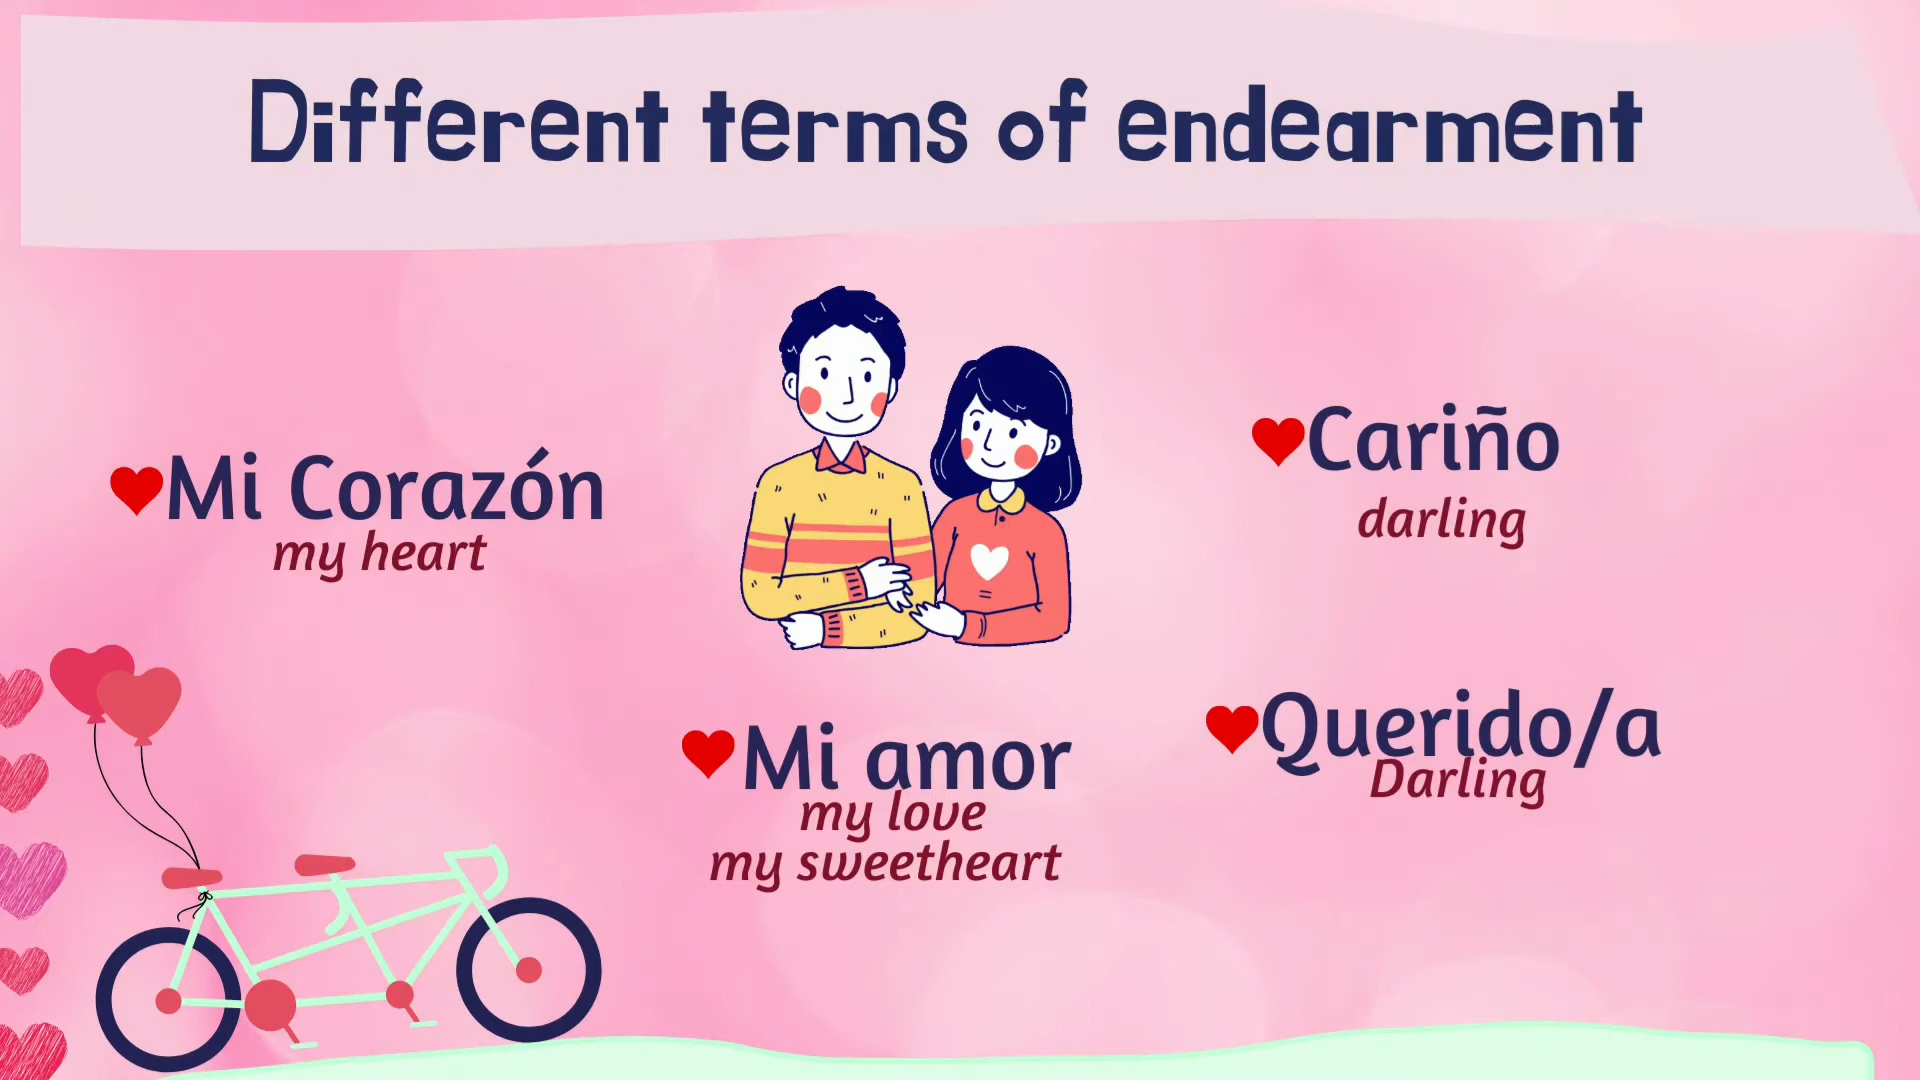 Different terms of endearment
Mi Corazón
my heart
Mi amor
my love
my sweetheart
Cariño
darling
Querido/a
Darling